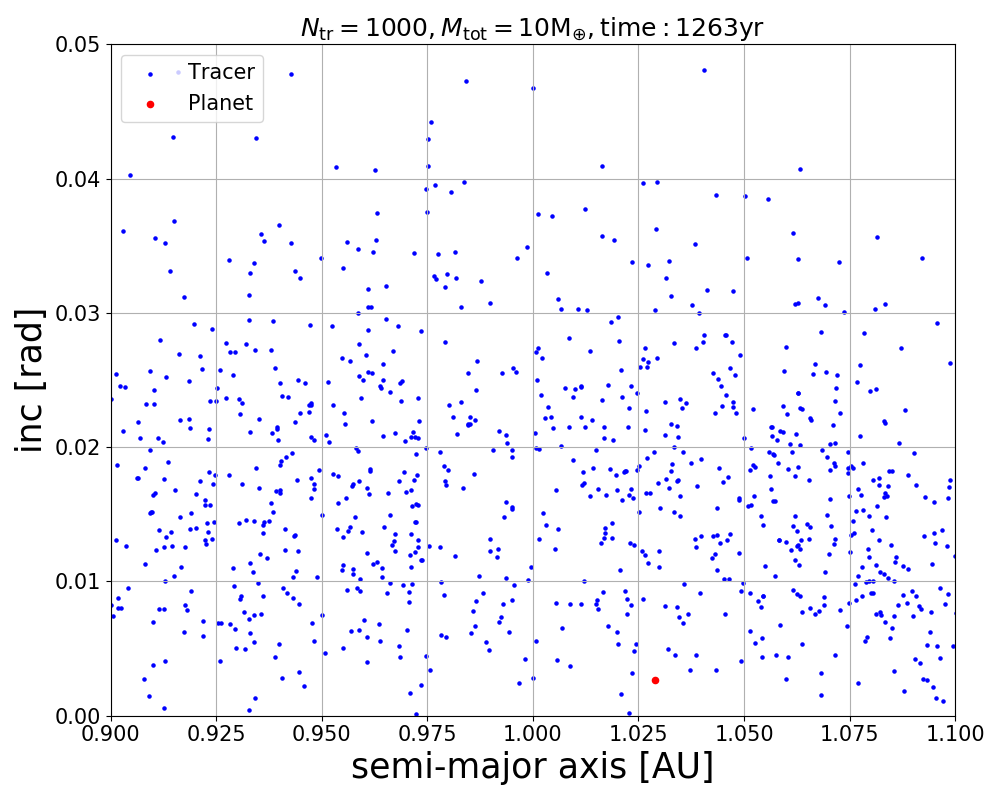 N_tr = 1000, M_tot = 10M_⊕, time : 1263yr
0.05
Tracer
Planet
0.04
0.03
inc [rad]
0.02
0.01
0.00
0.900 0.925 0.950 0.975 1.000 1.025 1.050 1.075 1.100
semi-major axis [AU]